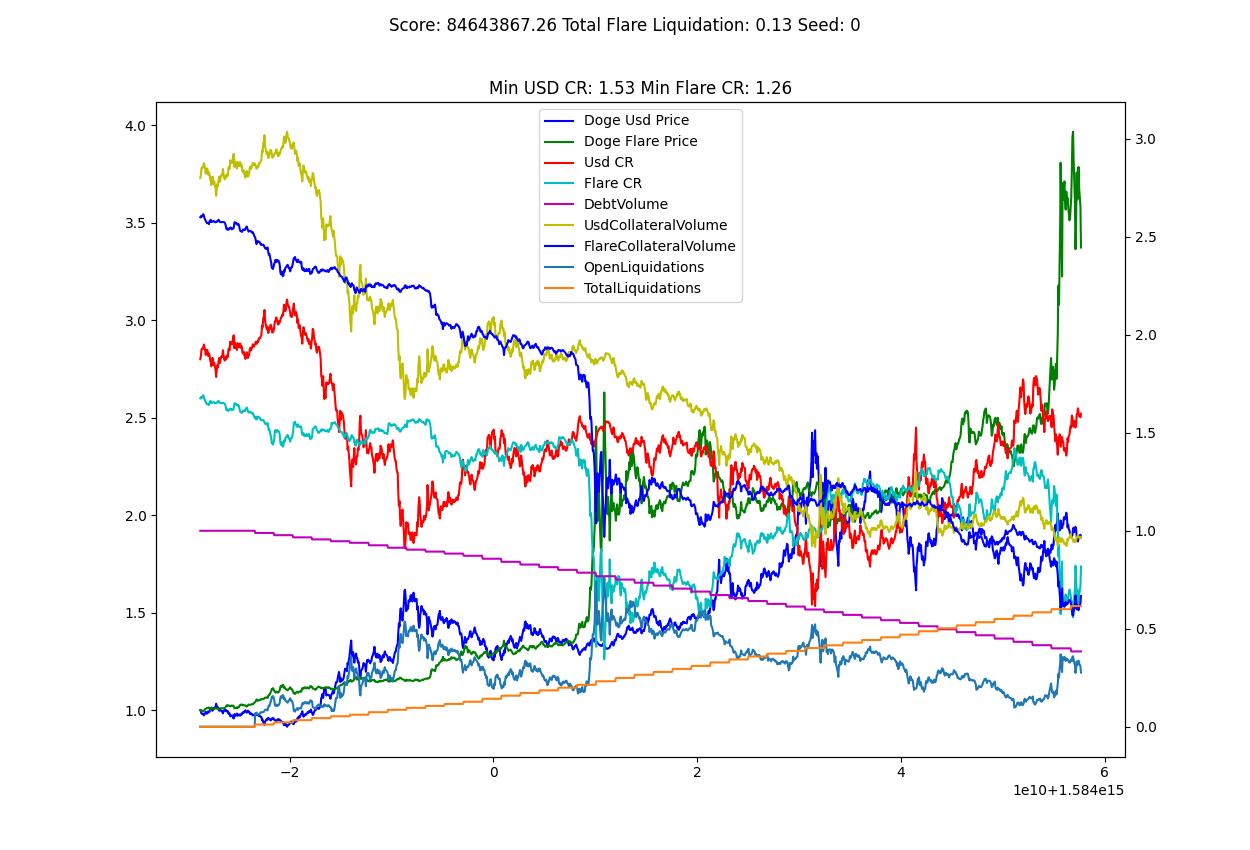 Score: 84643867.26 Total Flare Liquidation: 0.13 Seed: 0
Min USD CR: 1.53 Min Flare CR: 1.26
Doge Usd Price
Doge Flare Price
Usd CR
Flare CR
DebtVolume
UsdCollateralVolume
FlareCollateralVolume
OpenLiquidations
TotalLiquidations
4.0
3.5
3.0
2.5
2.0
1.5
1.0
3.0
2.5
2.0
1.5
1.0
0.5
0.0
−2 0 2 4 6
1e10+1.584e15